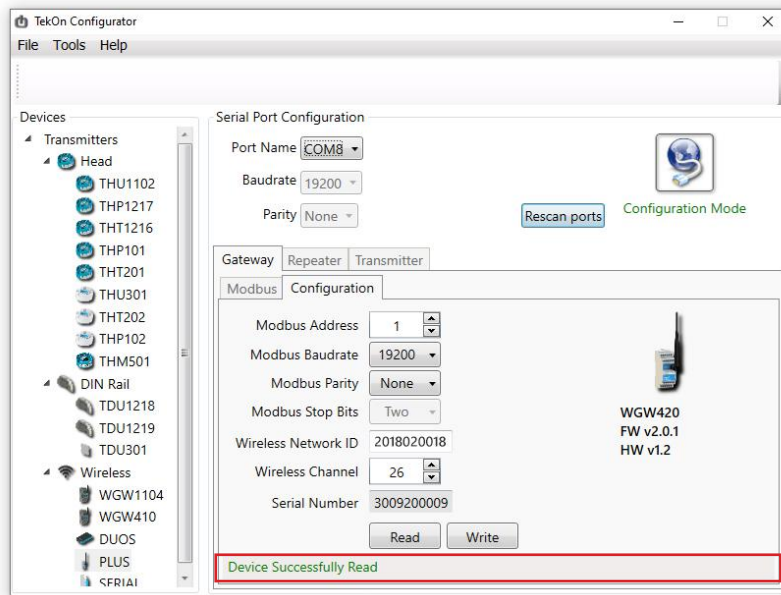 TekOn Configurator
File Tools Help
Devices
Transmitters
Head
THU1102
THP1217
THT1216
THP101
THT201
THU301
THT202
THP102
THM501
DIN Rail
TDU1218
TDU1219
TDU301
Wireless
WGW1104
WGW410
DUOS
PLUS
SERIAL
Serial Port Configuration
Port Name COM8
Baudrate 19200
Parity None
Rescan ports
Configuration Mode
Gateway Repeater Transmitter
Modbus Configuration
Modbus Address 1
Modbus Baudrate 19200
Modbus Parity None
Modbus Stop Bits Two
Wireless Network ID 2018020018
Wireless Channel 26
Serial Number 3009200009
Read Write
WGW420
FW v2.0.1
HW v1.2
Device Successfully Read